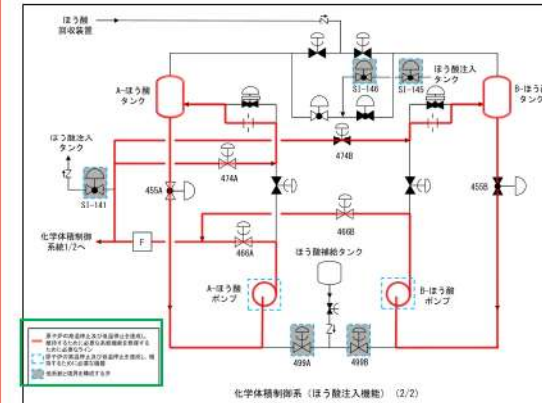 ほう酸
回収装置
A-ほう酸
タンク
SI-146
SI-145
ほう酸注入
タンク
B-ほう酸
タンク
ほう酸注入
タンク
SI-141
474B
474A
455A
455B
化学体積制御
系統1/2へ
F
466A
466B
ほう酸補給タンク
A-ほう酸
ポンプ
B-ほう酸
ポンプ
499A
499B
化学体積制御系（ほう酸注入機能）(2/2)